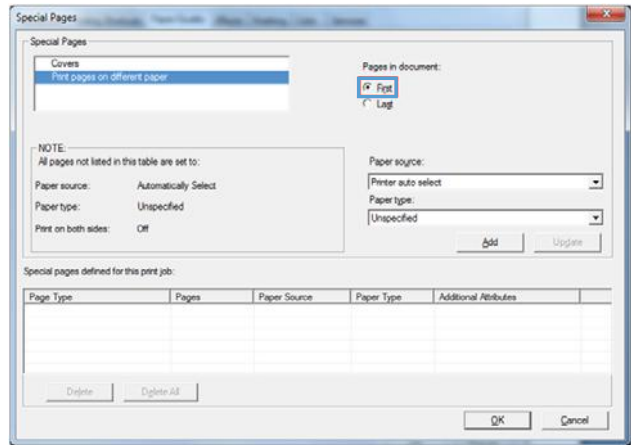 Special Pages
Special Pages
Covers
Print pages on different paper
Pages in document:
First
Last
NOTE:
All pages not listed in this table are set to:
Paper source: Automatically Select
Paper type: Unspecified
Print on both sides: Off
Paper source:
Printer auto select
Paper type:
Unspecified
Add Update
Special pages defined for this print job:
Page Type Pages Paper Source Paper Type Additional Attributes
Delete Delete All
OK Cancel